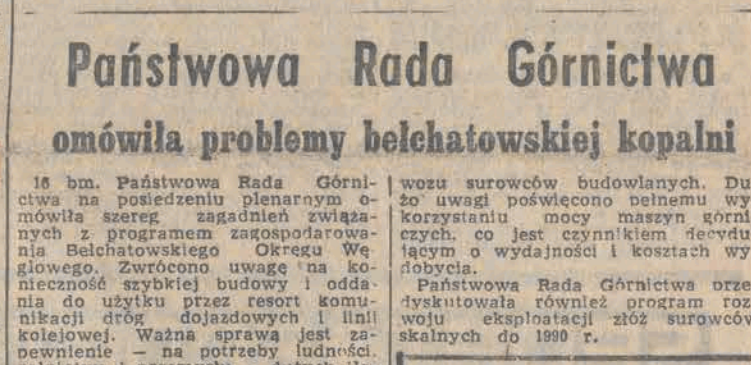 Państwowa Rada Górnictwa
omówiła problemy bełchatowskiej kopalni
16 bm. Państwowa Rada Górni-
ctwa na posiedzeniu plenarnym o-
mówiła szereg zagadnień związa-
nych z programem zagospodarowa-
nia Bełchatowskiego Okręgu Wę
glowego. Zwrócono uwagę na ko-
nieczność szybkiej budowy i odda-
nia do użytku przez resort komu-
nikacji dróg dojazdowych i linii
kolejowej. Ważną sprawą jest za-
pewnienie — na potrzeby ludności,
wozu surowców budowlanych. Du
żo uwagi poświęcono pełnemu wy
korzystaniu mocy maszyn górni
czych, co jest czynnikiem decydu
jącym o wydajności i kosztach wy
dobycia.
Państwowa Rada Górnictwa prze
dyskutowała również program roz
woju eksploatacji złóż surowców
skalnych do 1990 r.